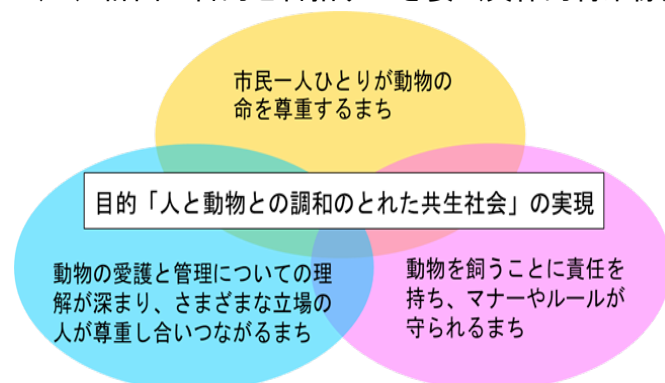 市民一人ひとりが動物の
命を尊重するまち
目的「人と動物との調和のとれた共生社会」の実現
動物の愛護と管理についての理
解が深まり、さまざまな立場の
人が尊重し合いつながるまち
動物を飼うことに責任を
持ち、マナーやルールが
守られるまち